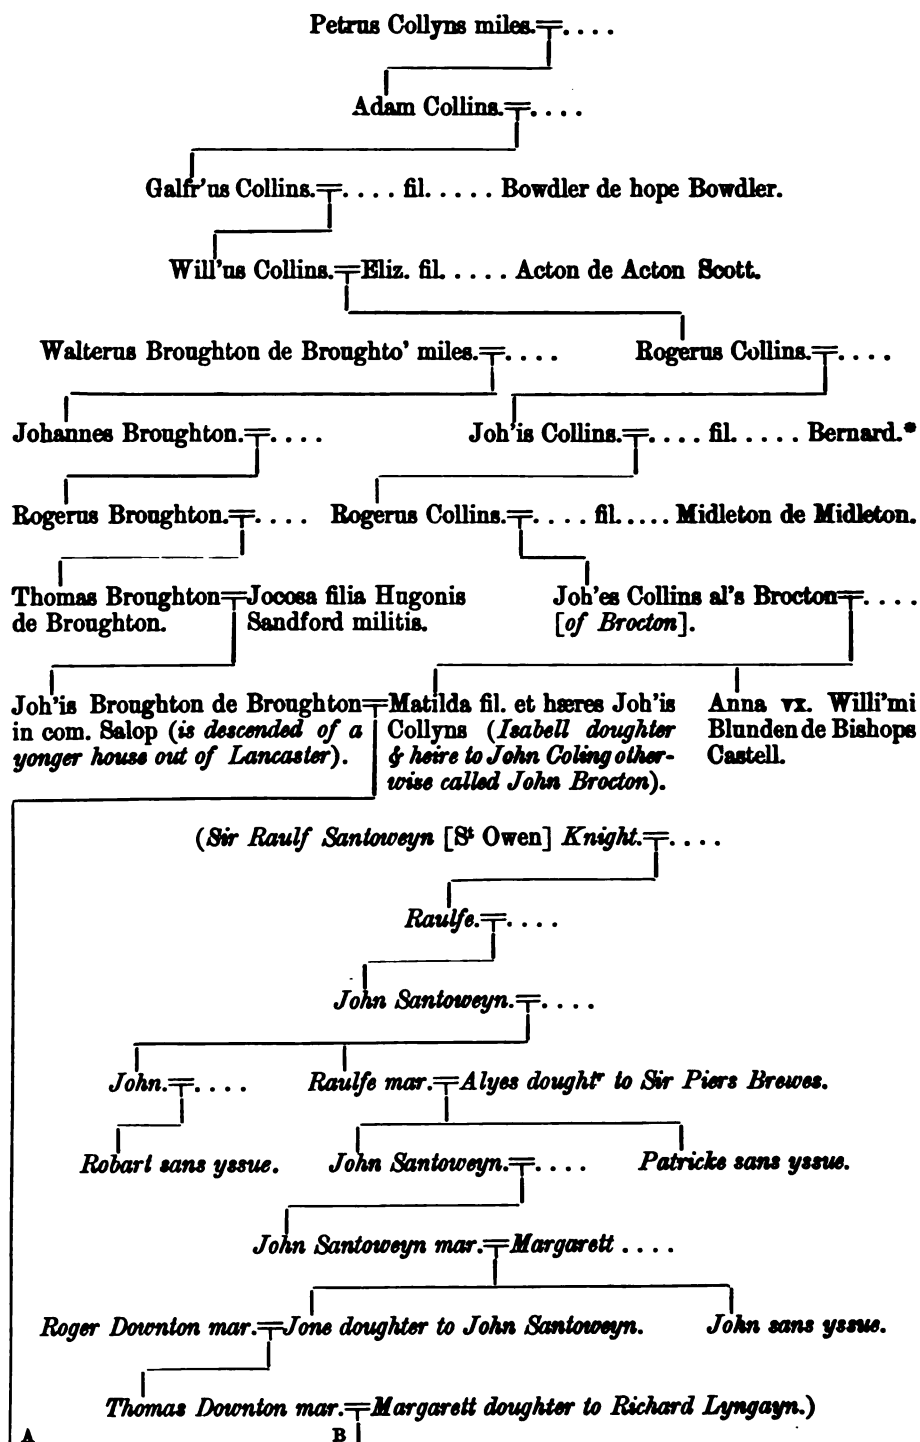 Petrus Collyns miles.=. . . .
Adam Collins.=. . . .
Galfr'us Collins.=. . . . fil. . . . . Bowdler de hope Bowdler.
Will'us Collins.=Eliz. fil. . . . . Acton de Acton Scott.
Walterus Broughton de Broughto' miles.=. . . . Rogerus Collins.=. . . .
Johannes Broughton.=. . . . Joh'is Collins.=. . . . fil. . . . . Bernard.*
Rogerus Broughton.=. . . . Rogerus Collins.=. . . . fil. . . . . Midleton de Midleton.
Thomas Broughton=Jocosa filia Hugonis Joh'es Collins al's Brocton=. . . .
de Broughton. Sandford militis. [of Brocton].
Joh'is Broughton de Broughton=Matilda fil. et hæres Joh'is Anna vx. Willi'mi
in com. Salop (is descended of a Collyns (Isabell doughter Blunden de Bishops
yonger house out of Lancaster). & heire to John Coling other- Castell.
wise called John Brocton).
(Sir Raulf Santoweyn [St Owen] Knight.=. . . .
Raulfe.=. . . .
John Santoweyn.=. . . .
John.=. . . . Raulfe mar.=Alyes dought' to Sir Piers Brewes.
Robart sans yssue. John Santoweyn.=. . . . Patricke sans yssue.
John Santoweyn mar.=Margarett . . . .
Roger Downton mar.=Jone doughter to John Santoweyn. John sans yssue.
Thomas Downton mar.=Margarett doughter to Richard Lyngayn.)
A B